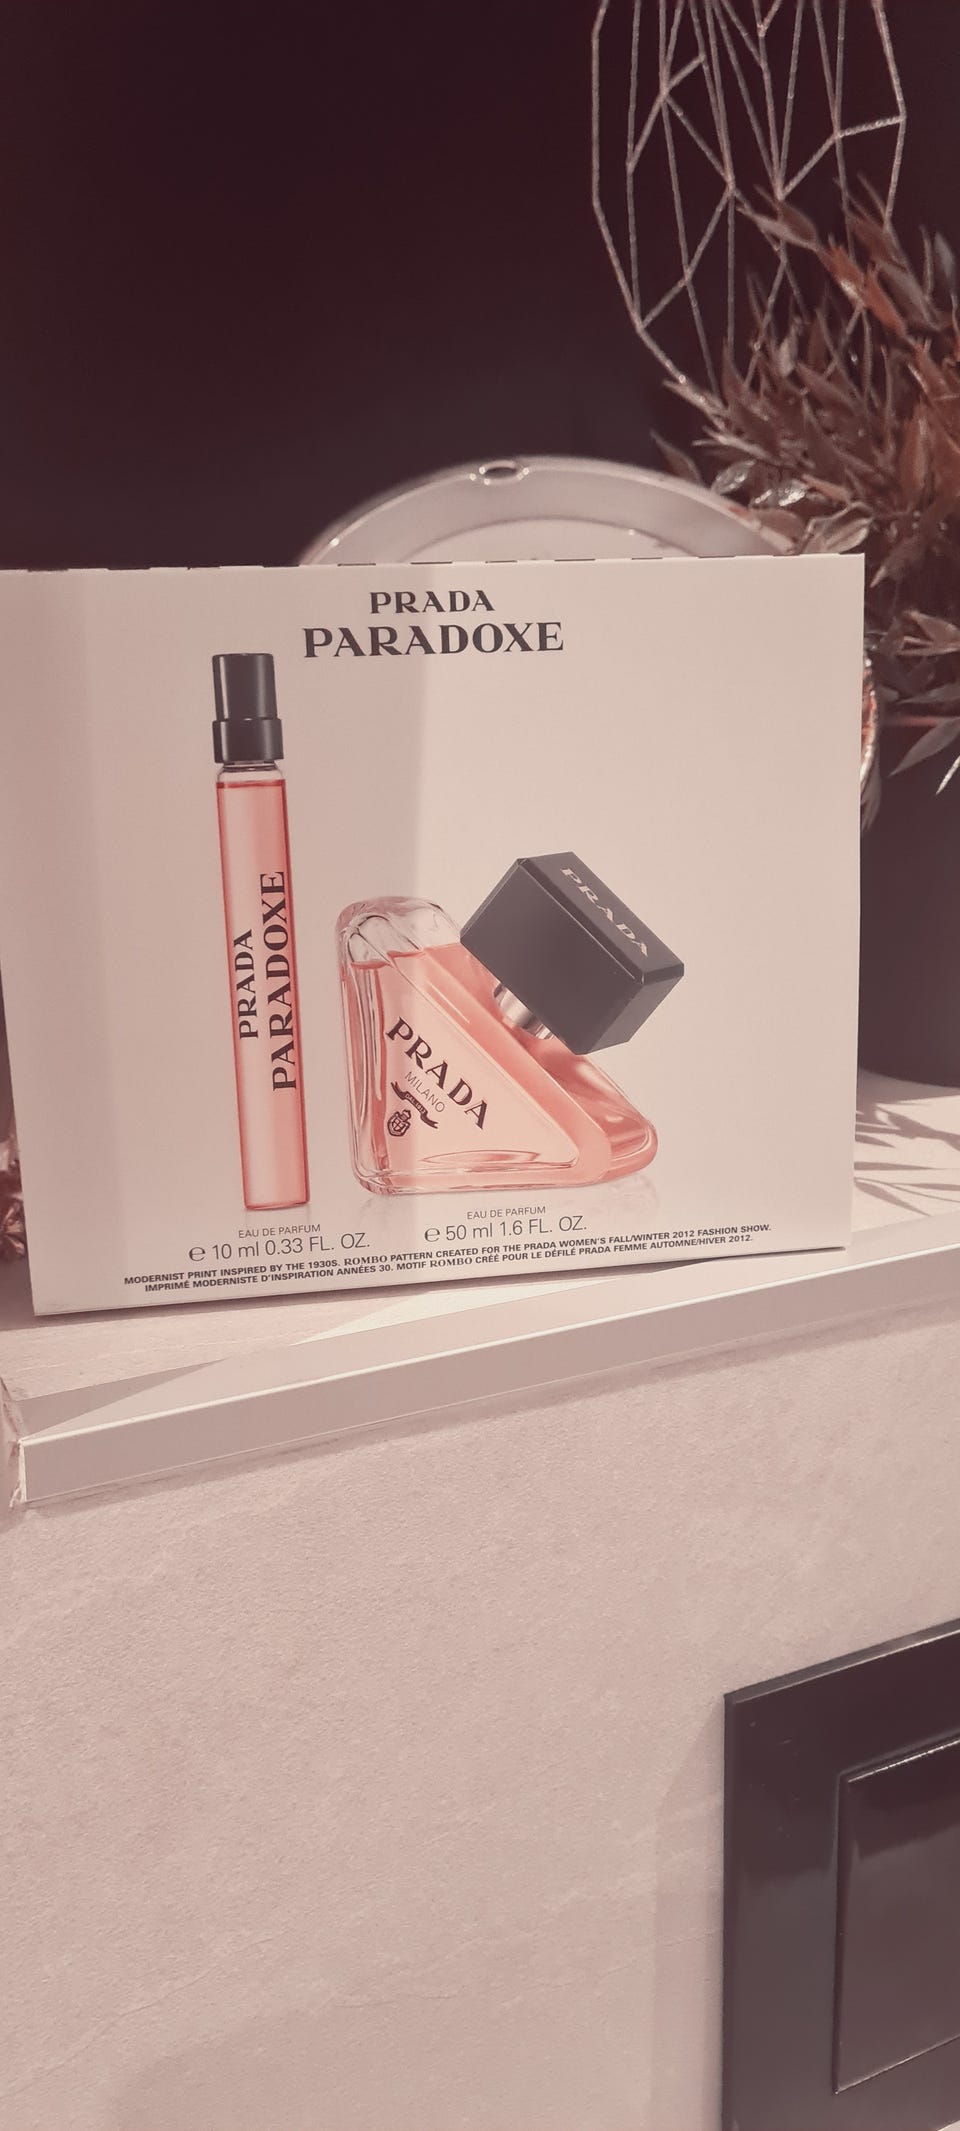 PRADA
PARADOXE
PRADA
PARADOXE
PRADA
PRADA
MILANO
DAL 1913
EAU DE PARFUM
℮ 10 ml 0.33 FL. OZ.
EAU DE PARFUM
℮ 50 ml 1.6 FL. OZ.
MODERNIST PRINT INSPIRED BY THE 1930S. ROMBO PATTERN CREATED FOR THE PRADA WOMEN'S FALL/WINTER 2012 FASHION SHOW.
IMPRIMÉ MODERNISTE D'INSPIRATION ANNÉES 30. MOTIF ROMBO CRÉÉ POUR LE DÉFILÉ PRADA FEMME AUTOMNE/HIVER 2012.